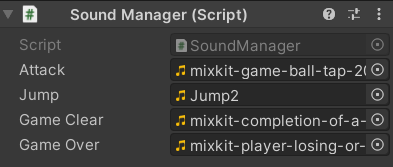 Sound Manager (Script)
Script SoundManager
Attack mixkit-game-ball-tap-20
Jump Jump2
Game Clear mixkit-completion-of-a-
Game Over mixkit-player-losing-or-